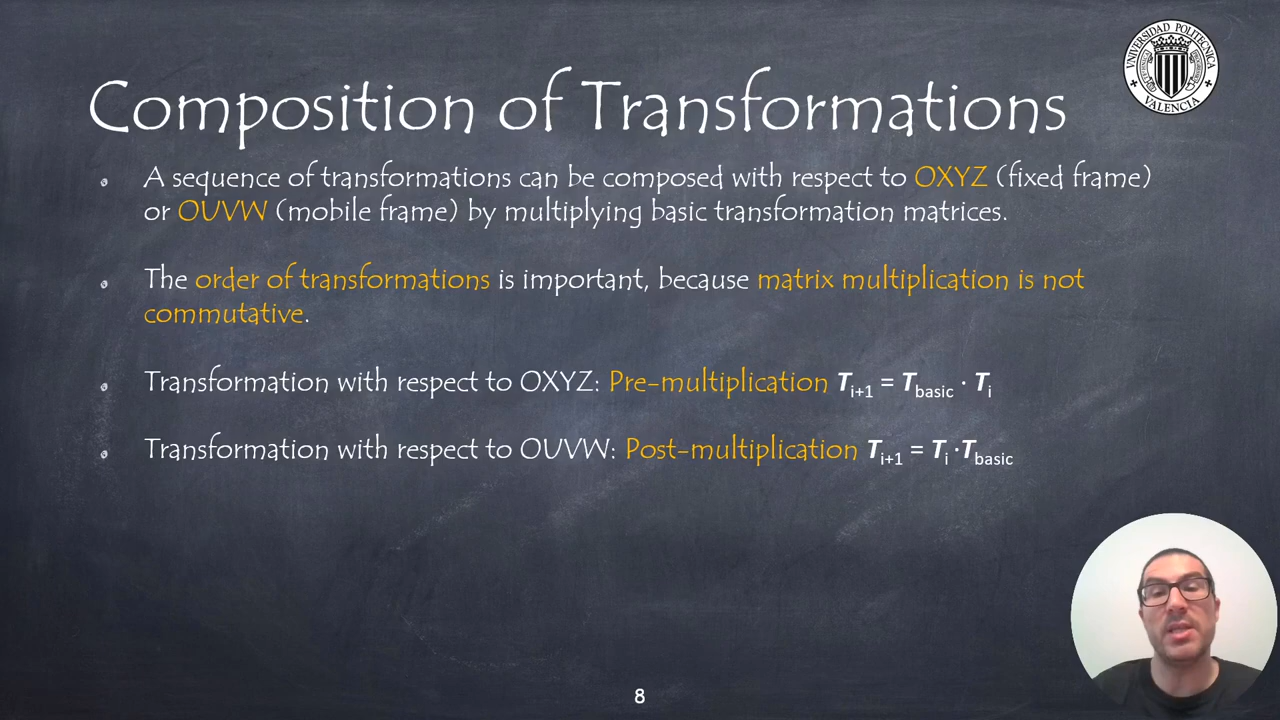 Composition of Transformations
A sequence of transformations can be composed with respect to OXYZ (fixed frame)
or OUVW (mobile frame) by multiplying basic transformation matrices.
The order of transformations is important, because matrix multiplication is not
commutative.
Transformation with respect to OXYZ: Pre-multiplication Ti+1 = Tbasic · Ti
Transformation with respect to OUVW: Post-multiplication Ti+1 = Ti ·Tbasic
8
VNIVERSIDAD POLITECNICA
VALENCIA